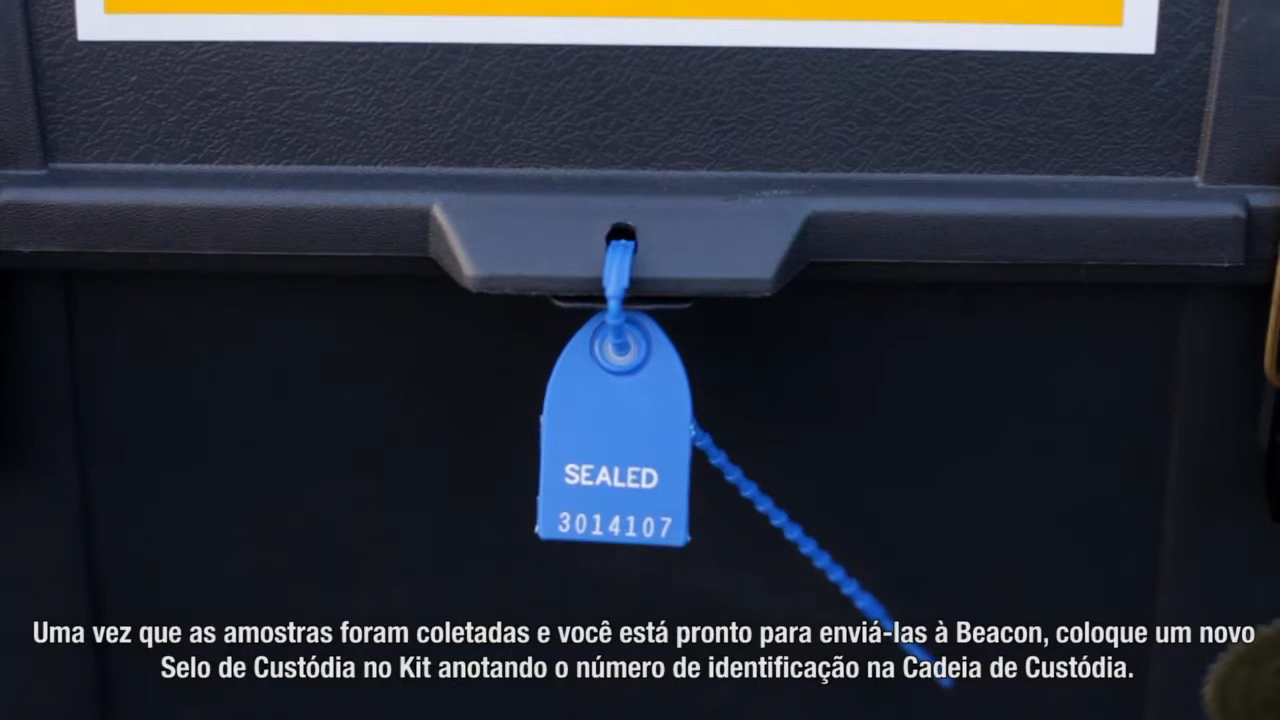 SEALED
3014107
Uma vez que as amostras foram coletadas e você está pronto para enviá-las à Beacon, coloque um novo
Selo de Custódia no Kit anotando o número de identificação na Cadeia de Custódia.